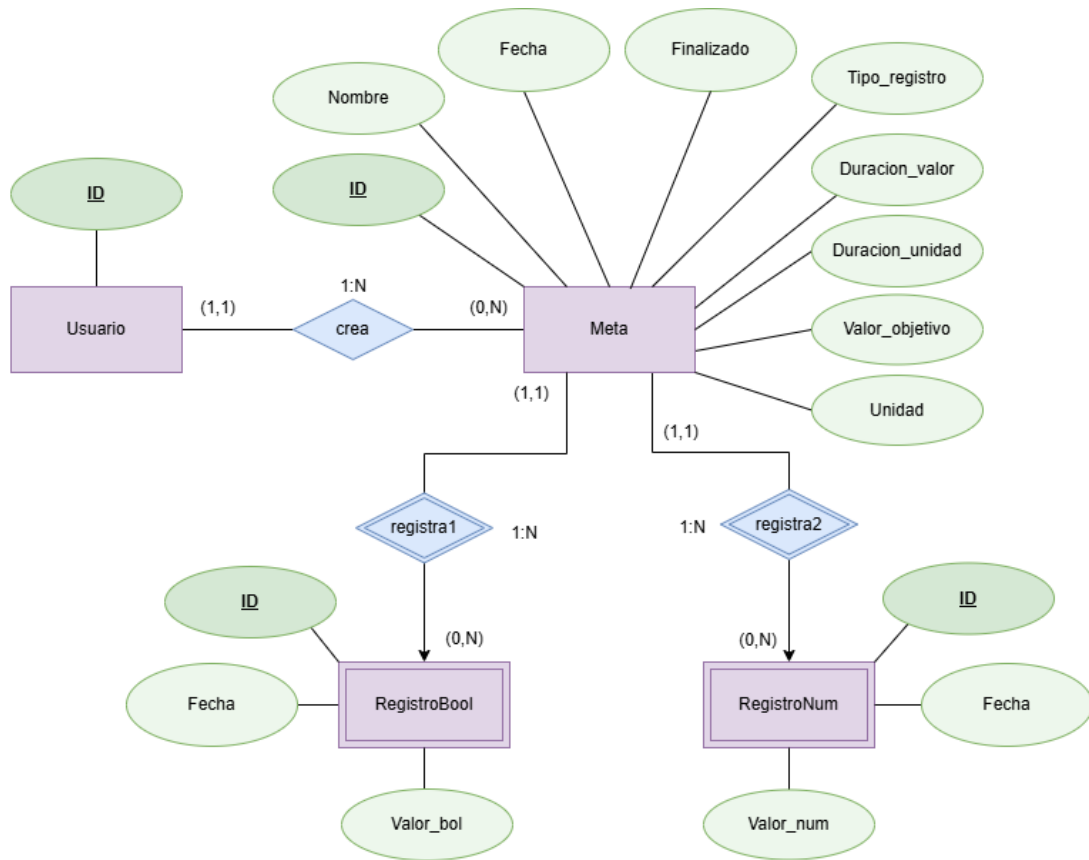 Fecha
Finalizado
Tipo_registro
Nombre
Duracion_valor
ID
ID
Duracion_unidad
1:N
(1,1)
(0,N)
Usuario
crea
Meta
Valor_objetivo
Unidad
(1,1)
(1,1)
registra1
1:N
1:N
registra2
ID
ID
(0,N)
(0,N)
Fecha
RegistroBool
RegistroNum
Fecha
Valor_bol
Valor_num